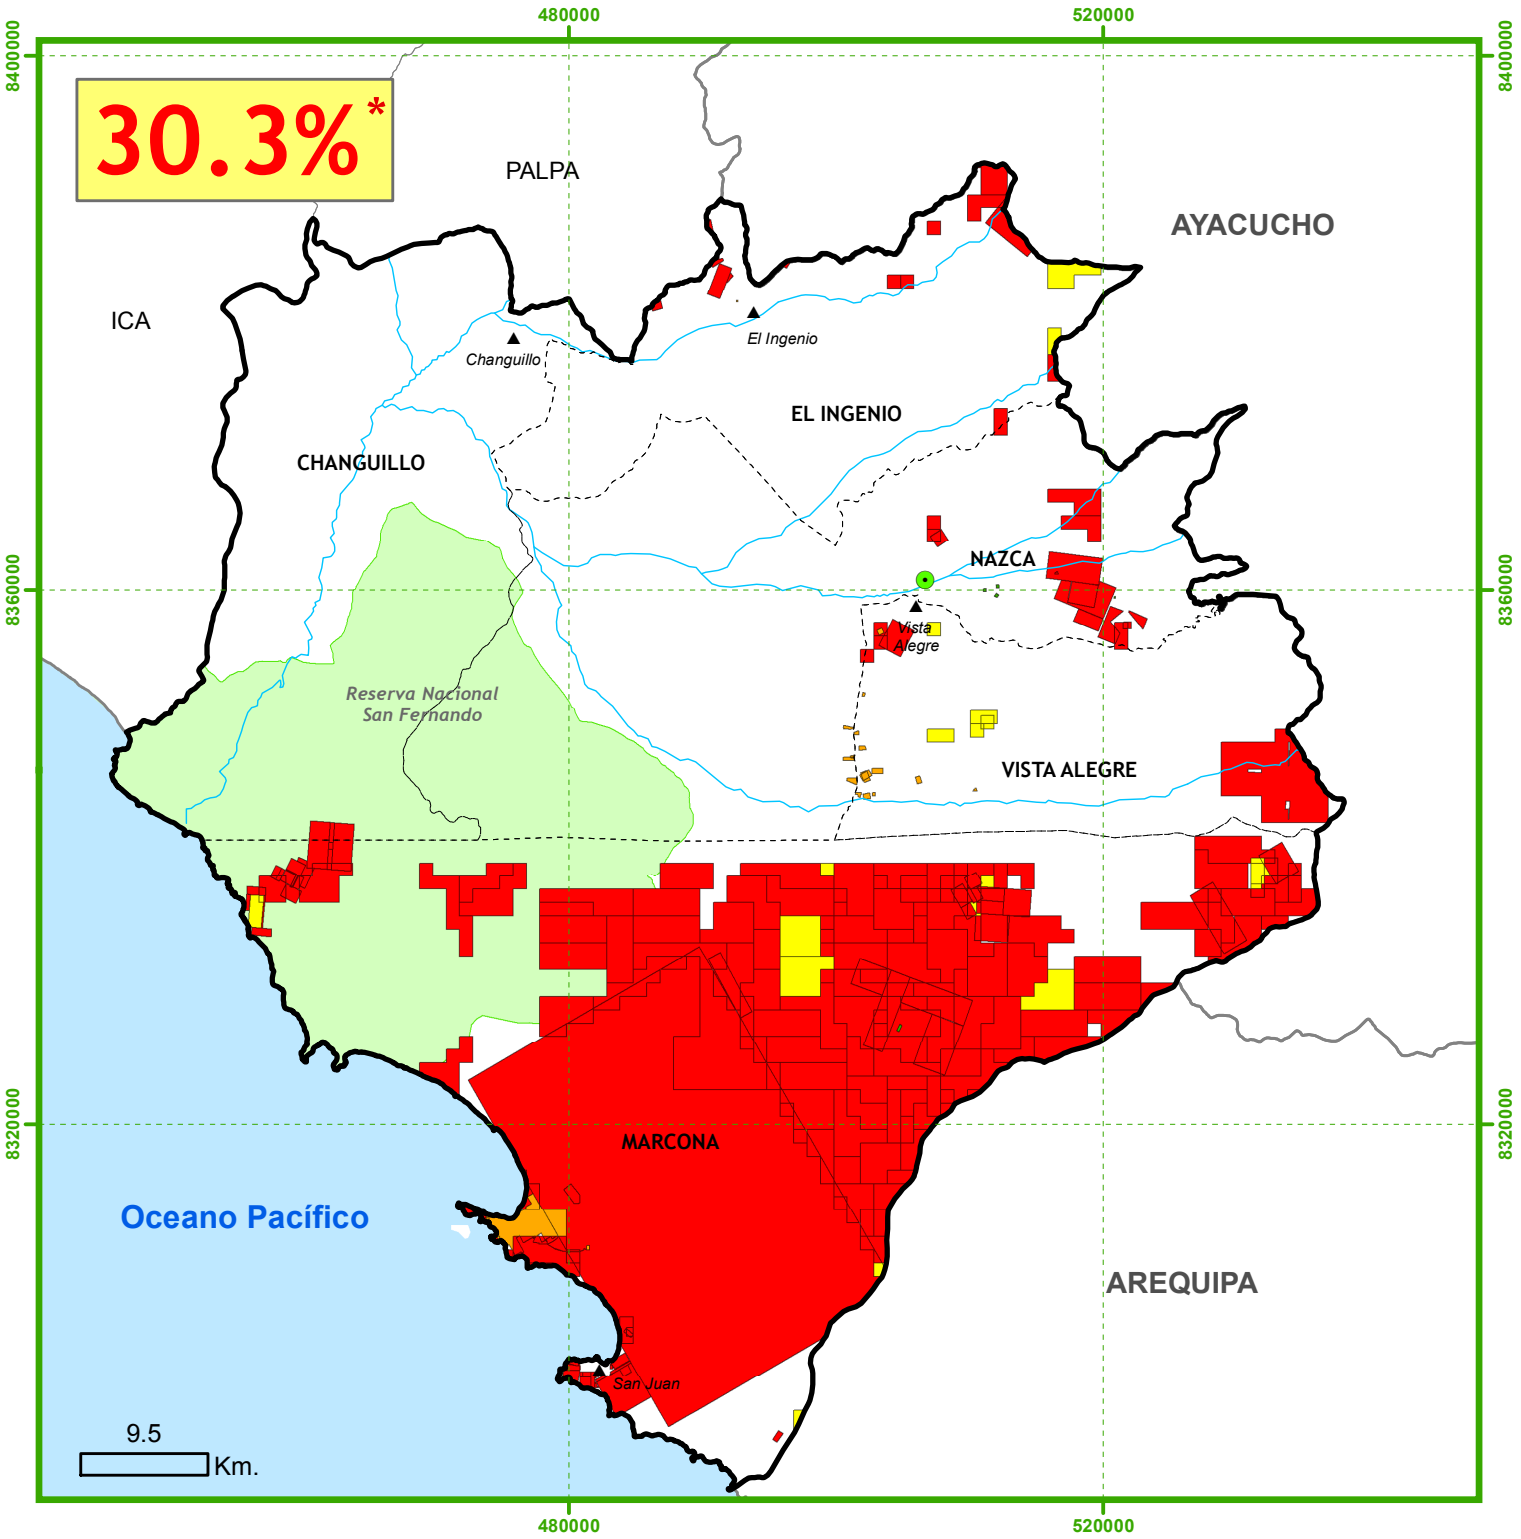 480000
520000
8400000
8400000
30.3%*
PALPA
AYACUCHO
ICA
El Ingenio
Changuillo
EL INGENIO
CHANGUILLO
NAZCA
8360000
8360000
Vista
Alegre
Reserva Nacional
San Fernando
VISTA ALEGRE
8320000
8320000
MARCONA
Oceano Pacífico
AREQUIPA
San Juan
9.5
Km.
480000
520000